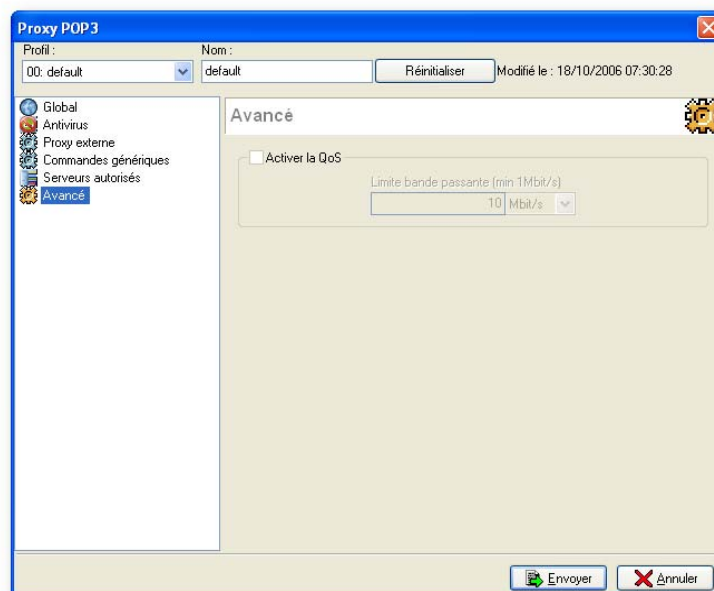 Proxy POP3
Profil :
Nom :
00: default
default
Réinitialiser
Modifié le : 18/10/2006 07:30:28
Global
Antivirus
Proxy externe
Commandes génériques
Serveurs autorisés
Avancé
Avancé
Activer la QoS
Limite bande passante (min 1Mbit/s)
10 Mbit/s
Envoyer
Annuler